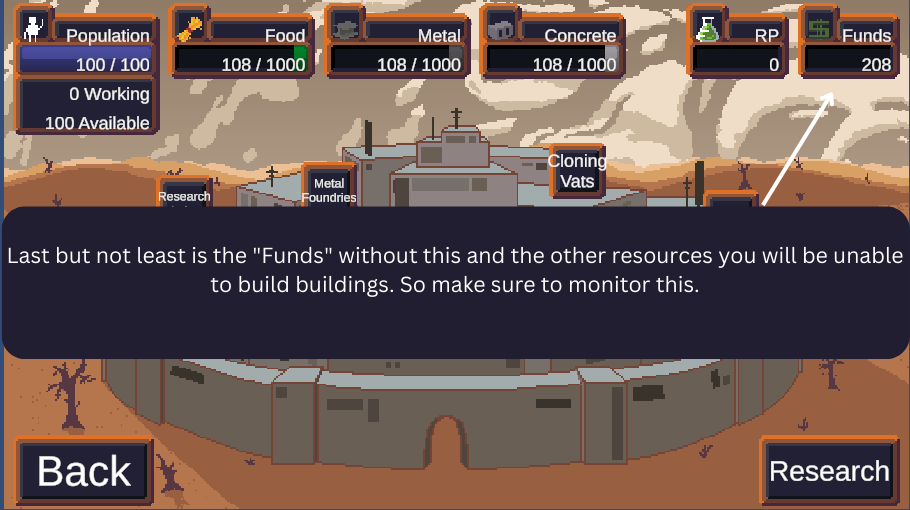 Population
Food
Metal
Concrete
RP
Funds
100 / 100
108 / 1000
108 / 1000
108 / 1000
0
208
0 Working
100 Available
Cloning
Vats
Metal
Foundries
Research
Last but not least is the "Funds" without this and the other resources you will be unable
to build buildings. So make sure to monitor this.
Back
Research